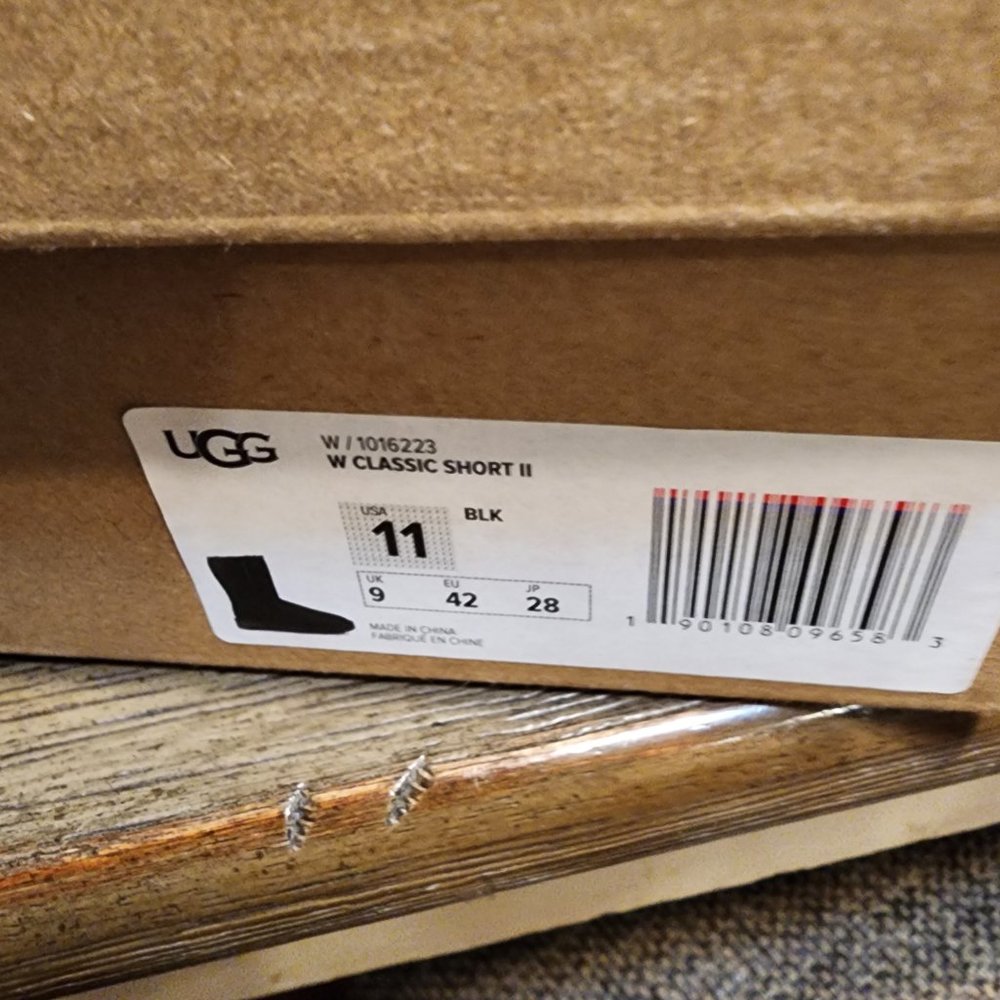 UGG
W / 1016223
W CLASSIC SHORT II
USA
11
BLK
UK EU JP
9 42 28
MADE IN CHINA
FABRIQUÉ EN CHINE
1 90108 09658 3